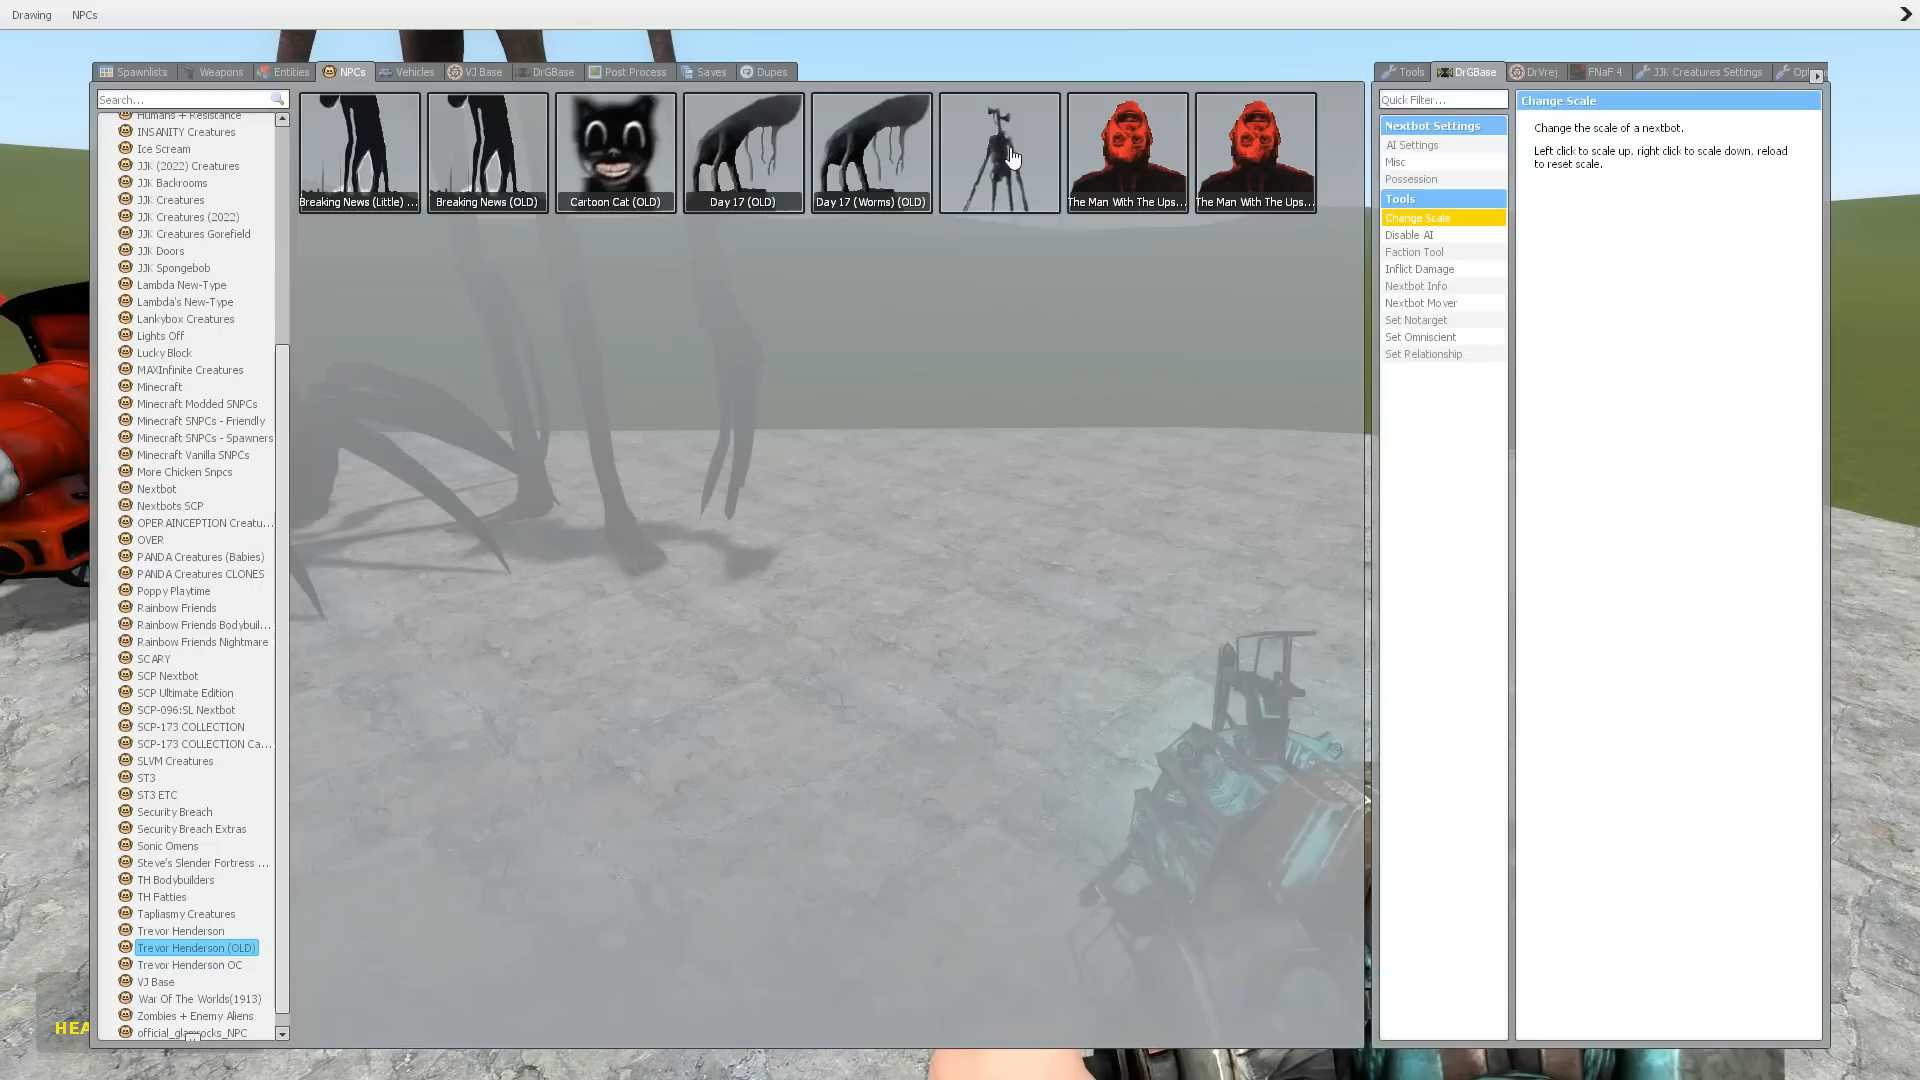 Drawing NPCs
Spawnlists Weapons Entities NPCs Vehicles VJ Base DrGBase Post Process Saves Dupes
Search...
Humans + Resistance
INSANITY Creatures
Ice Scream
JJK (2022) Creatures
JJK Backrooms
JJK Creatures
JJK Creatures (2022)
JJK Creatures Gorefield
JJK Doors
JJK Spongebob
Lambda New-Type
Lambda's New-Type
Lankybox Creatures
Lights Off
Lucky Block
MAXInfinite Creatures
Minecraft
Minecraft Modded SNPCs
Minecraft SNPCs - Friendly
Minecraft SNPCs - Spawners
Minecraft Vanilla SNPCs
More Chicken Snpcs
Nextbot
Nextbots SCP
OPERAINCEPTION Creatu...
OVER
PANDA Creatures (Babies)
PANDA Creatures CLONES
Poppy Playtime
Rainbow Friends
Rainbow Friends Bodybuil...
Rainbow Friends Nightmare
SCARY
SCP Nextbot
SCP Ultimate Edition
SCP-096:SL Nextbot
SCP-173 COLLECTION
SCP-173 COLLECTION Ca...
SLVM Creatures
ST3
ST3 ETC
Security Breach
Security Breach Extras
Sonic Omens
Steve's Slender Fortress ...
TH Bodybuilders
TH Fatties
Tapliasmy Creatures
Trevor Henderson
Trevor Henderson (OLD)
Trevor Henderson OC
VJ Base
War Of The Worlds(1913)
Zombies + Enemy Aliens
official_glamrocks_NPC
HEA
Breaking News (Little) ...
Breaking News (OLD)
Cartoon Cat (OLD)
Day 17 (OLD)
Day 17 (Worms) (OLD)
The Man With The Ups...
The Man With The Ups...
Tools DrGBase DrVrej FNaF 4 JJK Creatures Settings
Quick Filter...
Nextbot Settings
AI Settings
Misc
Possession
Tools
Change Scale
Disable AI
Faction Tool
Inflict Damage
Nextbot Info
Nextbot Mover
Set Notarget
Set Omniscient
Set Relationship
Change Scale
Change the scale of a nextbot.
Left click to scale up, right click to scale down, reload
to reset scale.